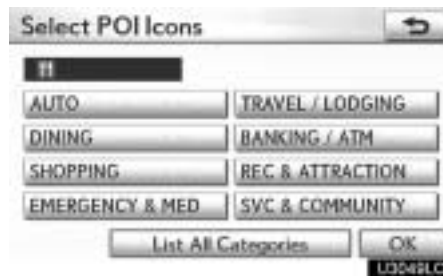 Select POI Icons
AUTO
TRAVEL / LODGING
DINING
BANKING / ATM
SHOPPING
REC & ATTRACTION
EMERGENCY & MED
SVC & COMMUNITY
List All Categories
OK
U3049LC